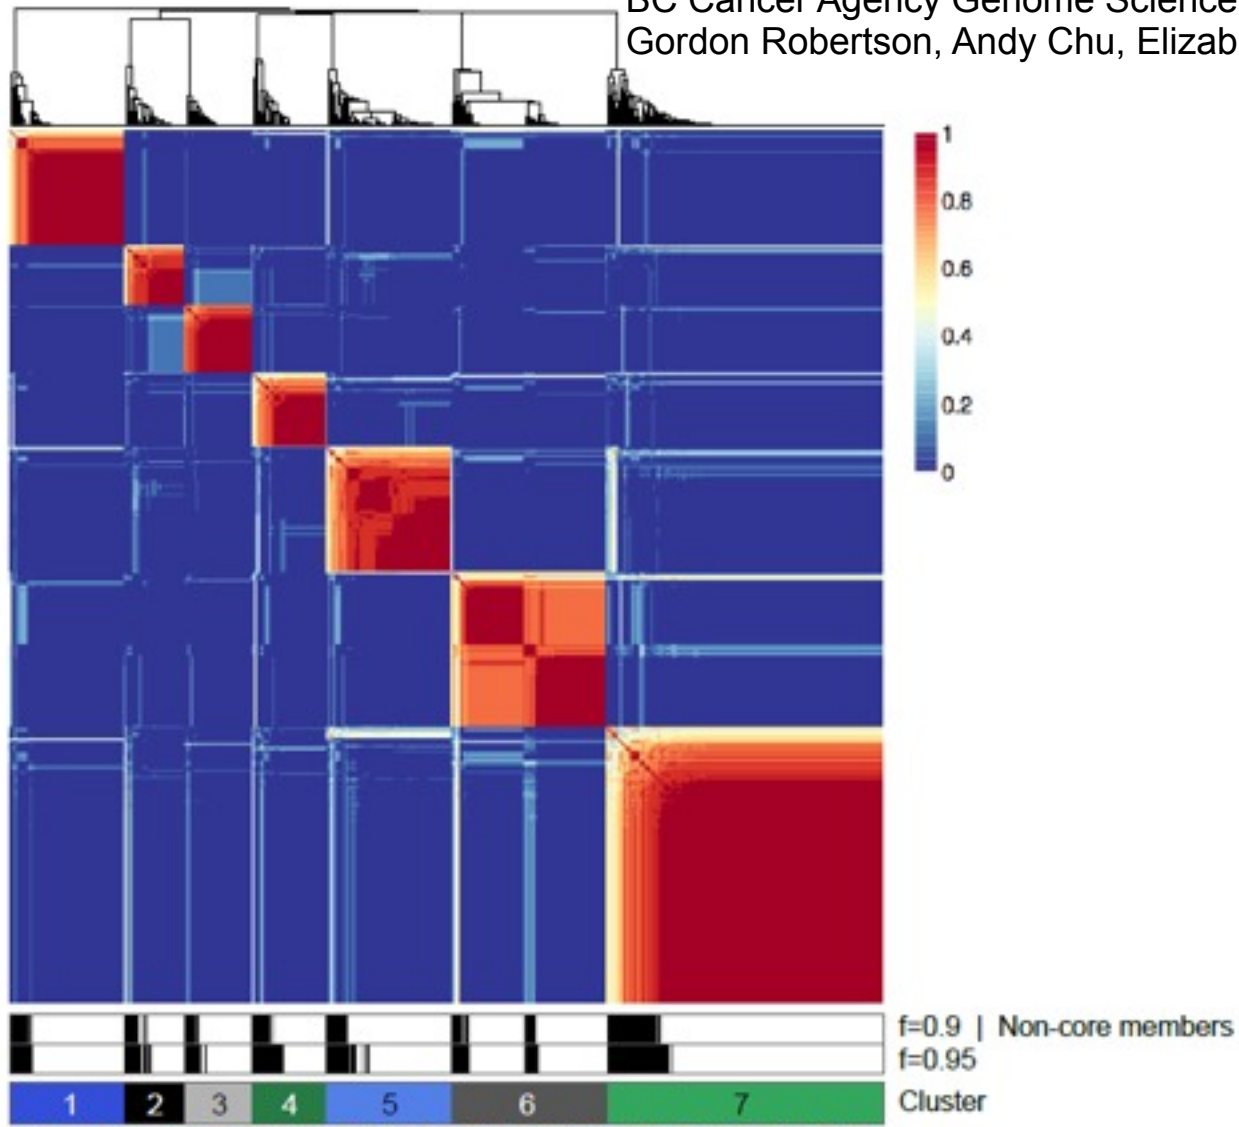 BC Cancer Agency Genome Science
Gordon Robertson, Andy Chu, Elizab
1
0.8
0.6
0.4
0.2
0
f=0.9 | Non-core members
f=0.95
1 2 3 4 5 6 7 Cluster